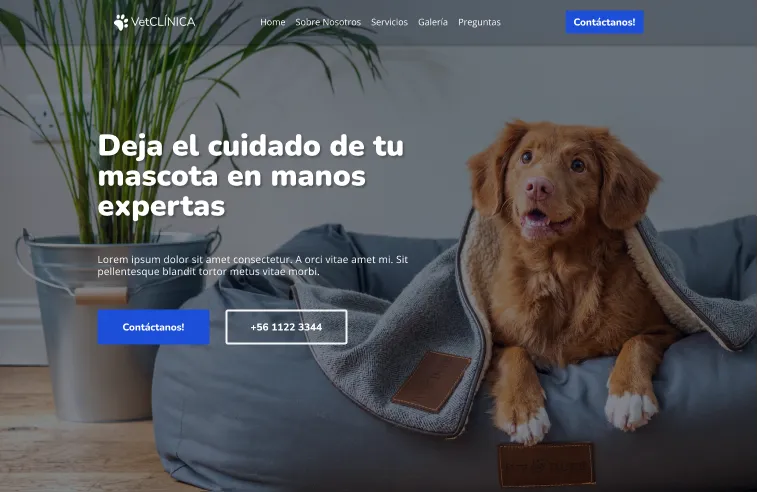 VetCLÍNICA
Home Sobre Nosotros Servicios Galería Preguntas
Contáctanos!
Deja el cuidado de tu
mascota en manos
expertas
Lorem ipsum dolor sit amet consectetur. A orci vitae amet mi. Sit
pellentesque blandit tortor metus vitae morbi.
Contáctanos!
+56 1122 3344